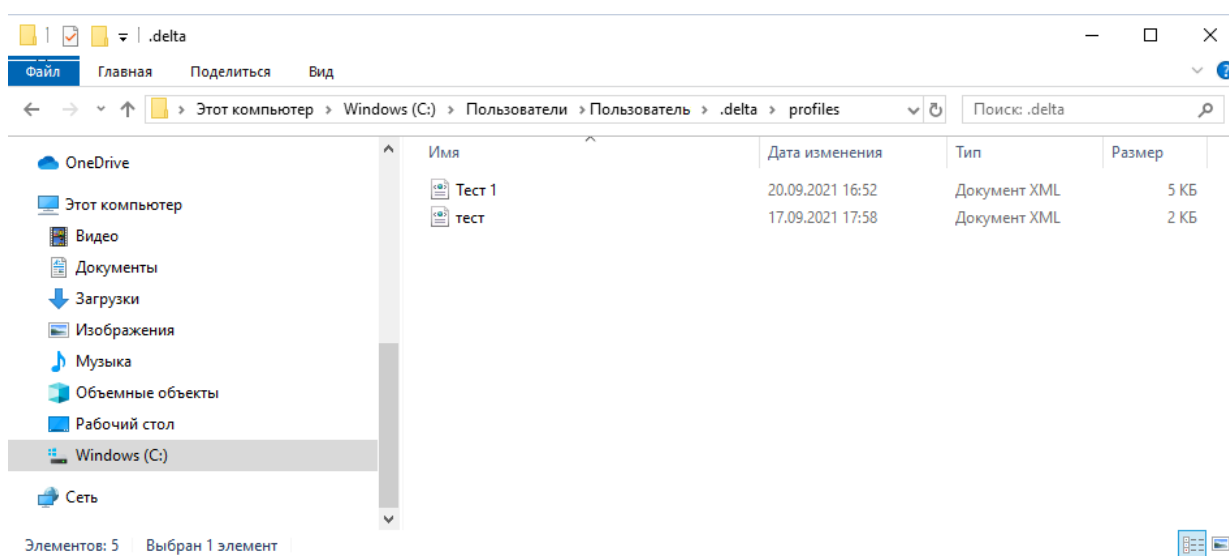 .delta
Файл Главная Поделиться Вид
Этот компьютер > Windows (C:) > Пользователи > Пользователь > .delta > profiles Поиск: .delta
OneDrive
Этот компьютер
Видео
Документы
Загрузки
Изображения
Музыка
Объемные объекты
Рабочий стол
Windows (C:)
Сеть
Имя Дата изменения Тип Размер
Тест 1 20.09.2021 16:52 Документ XML 5 КБ
тест 17.09.2021 17:58 Документ XML 2 КБ
Элементов: 5 Выбран 1 элемент